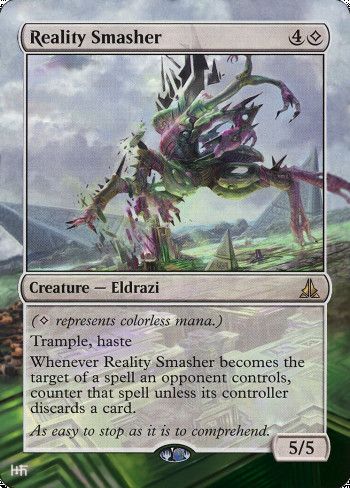 Reality Smasher 4
Creature — Eldrazi
(◇ represents colorless mana.)
Trample, haste
Whenever Reality Smasher becomes the
target of a spell an opponent controls,
counter that spell unless its controller
discards a card.
As easy to stop as it is to comprehend.
5/5